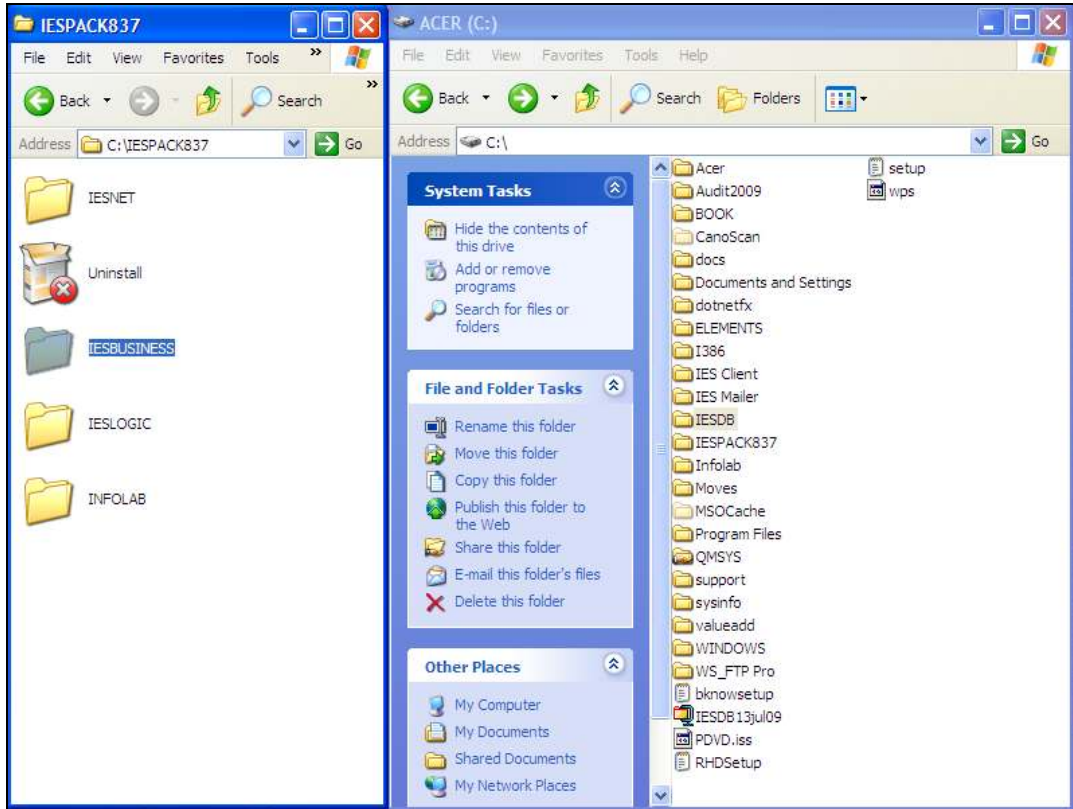 IESPACK837
File Edit View Favorites Tools »
Back Search »
Address C:\IESPACK837 Go
IESNET
Uninstall
IESBUSINESS
IESLOGIC
INFOLAB
ACER (C:)
File Edit View Favorites Tools Help
Back Search Folders
Address C:\ Go
System Tasks
Hide the contents of
this drive
Add or remove
programs
Search for files or
folders
File and Folder Tasks
Rename this folder
Move this folder
Copy this folder
Publish this folder to
the Web
Share this folder
E-mail this folder's files
Delete this folder
Other Places
My Computer
My Documents
Shared Documents
My Network Places
Acer
Audit2009
BOOK
CanoScan
docs
Documents and Settings
dotnetfx
ELEMENTS
I386
IES Client
IES Mailer
IESDB
IESPACK837
Infolab
Moves
MSOCache
Program Files
QMSYS
support
sysinfo
valueadd
WINDOWS
WS_FTP Pro
bknowsetup
IESDB13jul09
PDVD.iss
RHDSetup
setup
wps